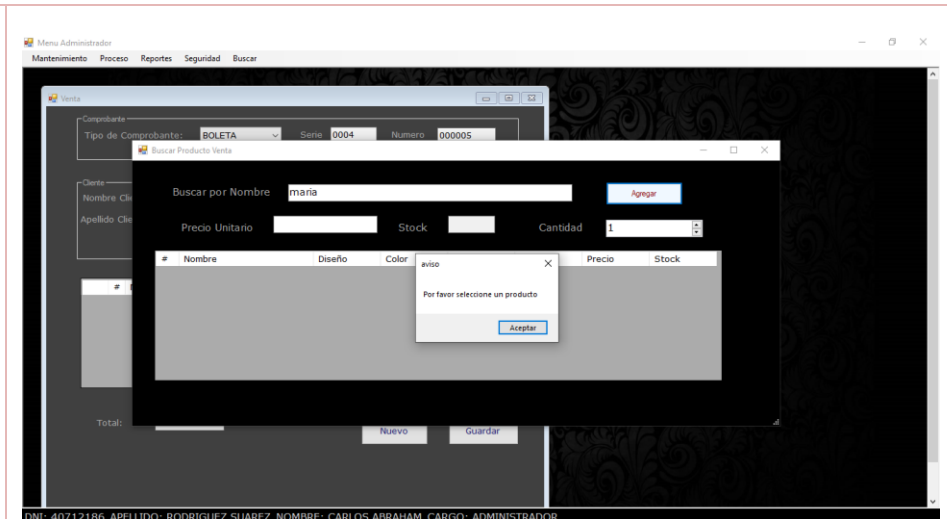 Menu Administrador
Mantenimiento Proceso Reportes Seguridad Buscar
Venta
Comprobante
Tipo de Comprobante: BOLETA Serie 0004 Numero 000005
Buscar Producto Venta
Cliente
Nombre Clie
Buscar por Nombre maria Agregar
Apellido Clie
Precio Unitario Stock Cantidad 1
# Nombre Diseño Color Precio Stock
aviso
Por favor seleccione un producto
Aceptar
#
Total:
Nuevo Guardar
DNI: 40712186 APELLIDO: RODRIGUEZ SUAREZ NOMBRE: CARLOS ABRAHAM CARGO: ADMINISTRADOR